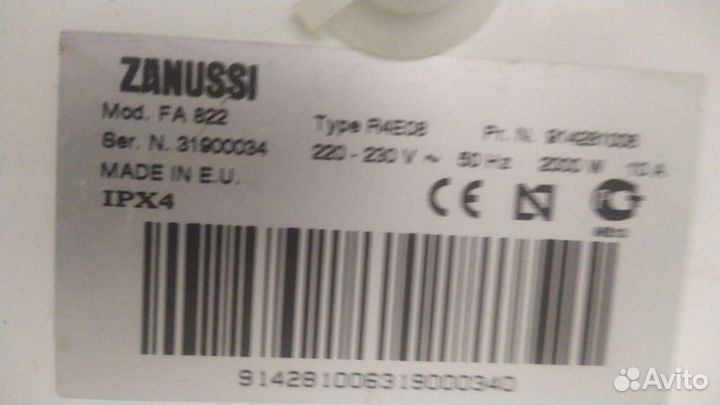 ZANUSSI
Mod. FA 822 Type R4E08 Pr. N. 914281006
Ser. N. 31900034 220 - 230 V ~ 50 Hz 2000 W 10 A
MADE IN E.U.
IPX4 CE
914281006319000340
Avito